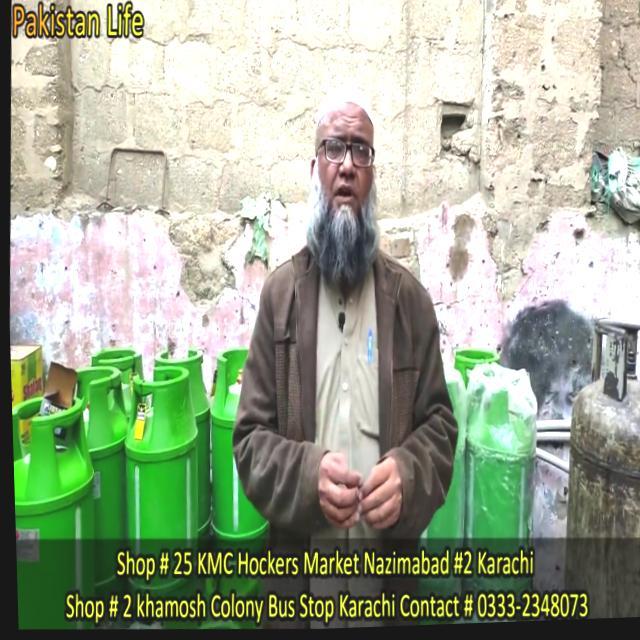 Pakistan Life
Shop # 25 KMC Hockers Market Nazimabad #2 Karachi
Shop # 2 khamosh Colony Bus Stop Karachi Contact # 0333-2348073